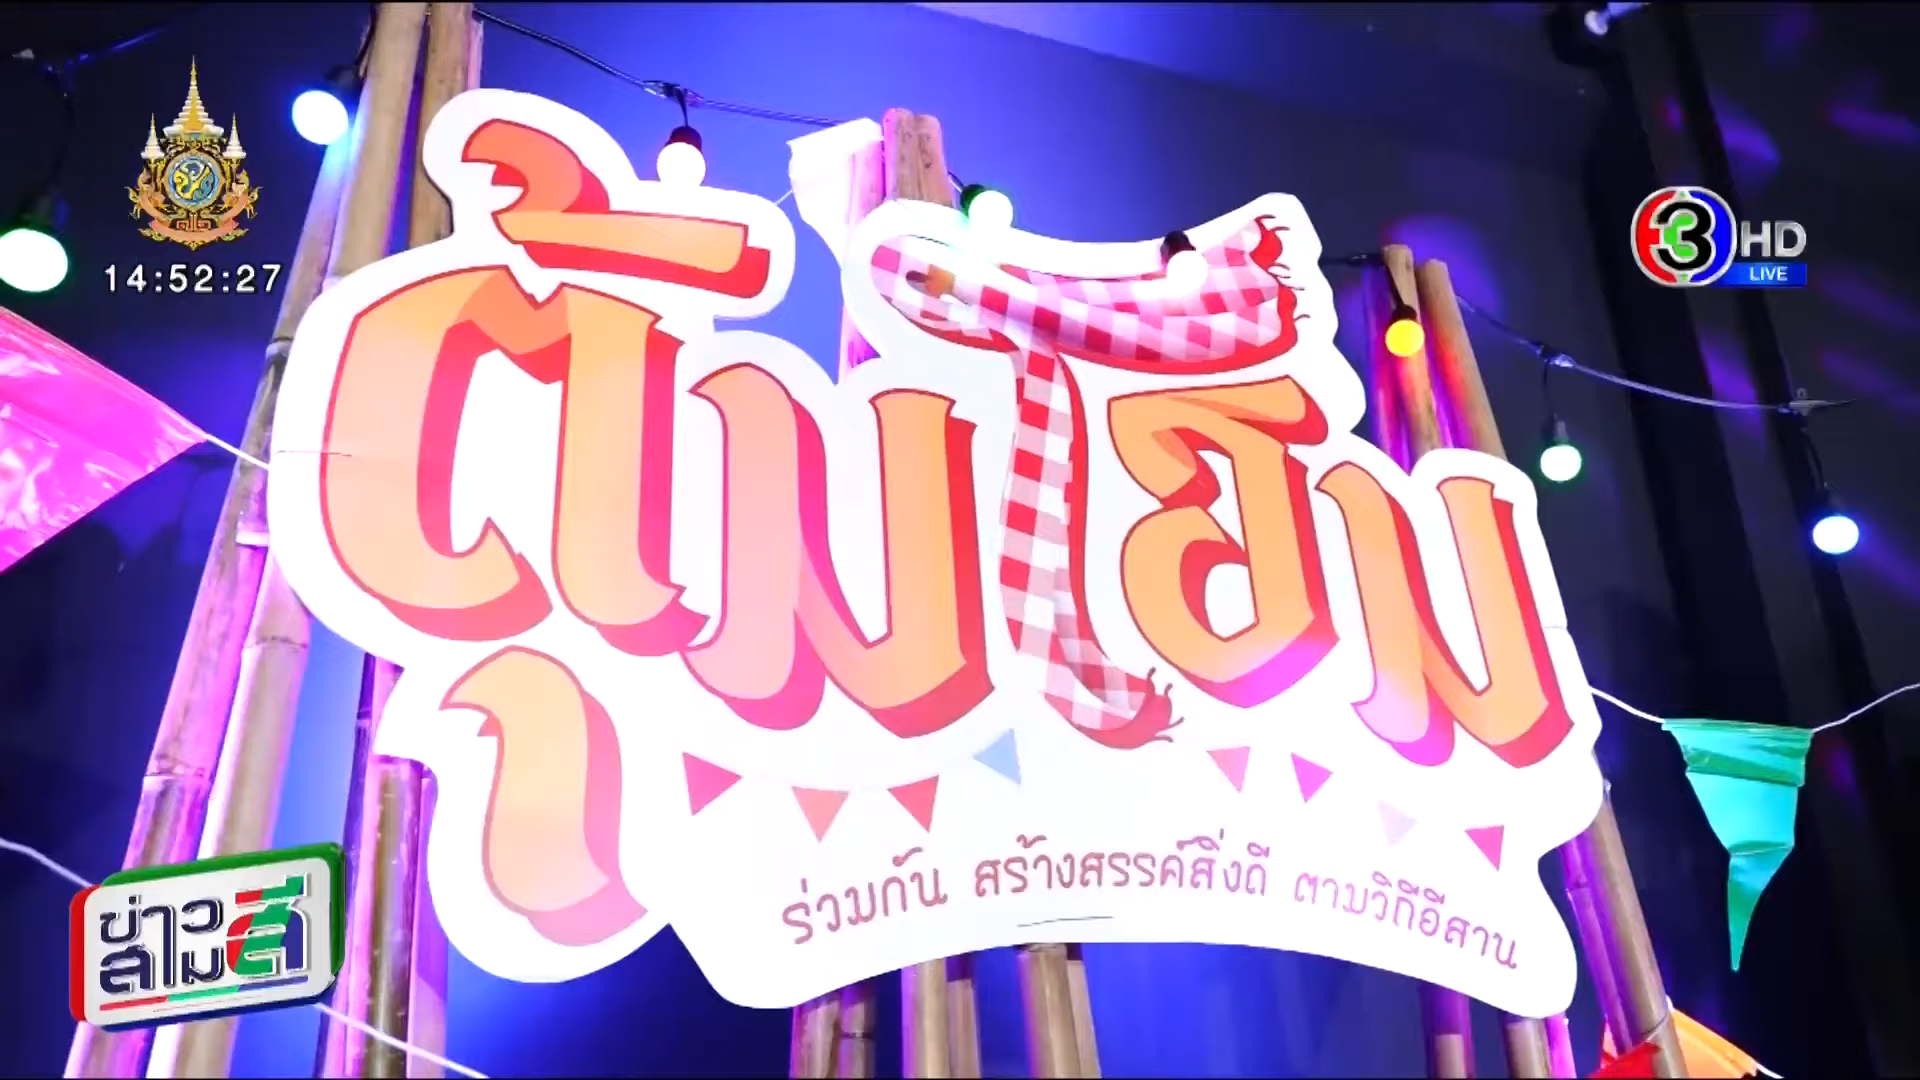 14:52:27
3 HD
LIVE
ตุ้มโฮม
ร่วมกัน สร้างสรรค์สิ่งดี ตามวิถีอีสาน
ข่าว
สามสี